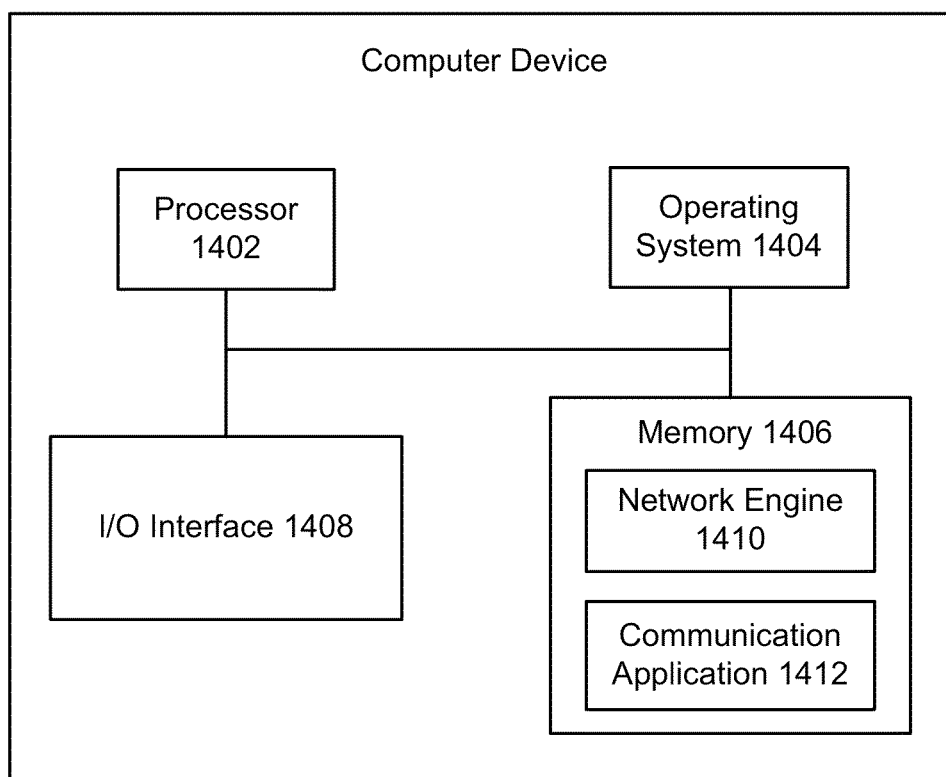 Computer Device
Processor
1402
Operating
System 1404
I/O Interface 1408
Memory 1406
Network Engine
1410
Communication
Application 1412